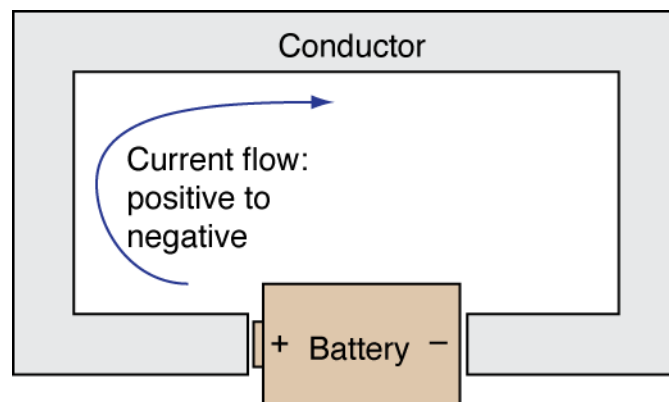 Conductor
Current flow:
positive to
negative
+ Battery –